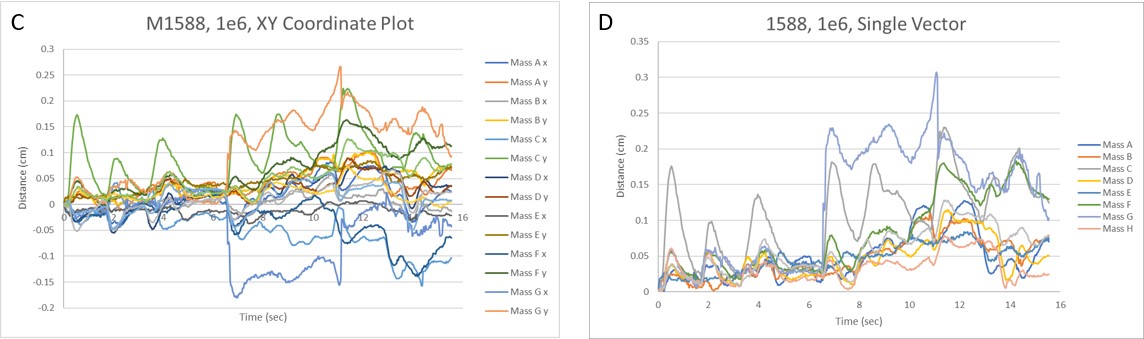 C
M1588, 1e6, XY Coordinate Plot
0.3
0.25
0.2
0.15
0.1
0.05
0
-0.05
-0.1
-0.15
-0.2
Distance (cm)
0 2 4 6 8 10 12 14 16
Time (sec)
Mass A x
Mass A y
Mass B x
Mass B y
Mass C x
Mass C y
Mass D x
Mass D y
Mass E x
Mass E y
Mass F x
Mass F y
Mass G x
Mass G y
D
1588, 1e6, Single Vector
0.35
0.3
0.25
0.2
0.15
0.1
0.05
0
Distance (cm)
0 2 4 6 8 10 12 14 16
Time (sec)
Mass A
Mass B
Mass C
Mass D
Mass E
Mass F
Mass G
Mass H